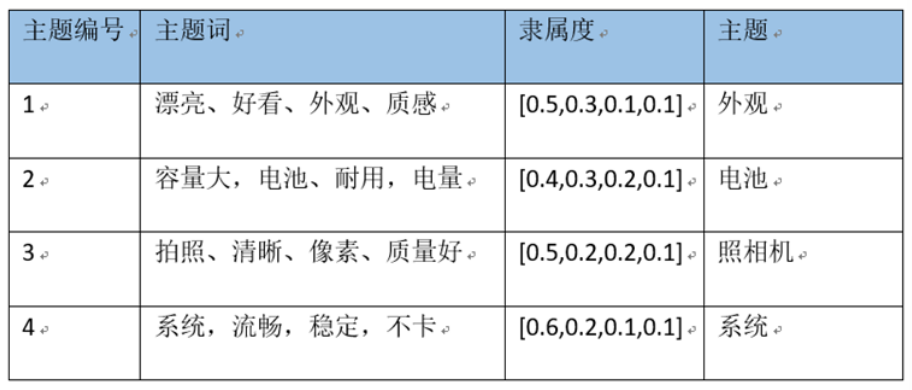 主题编号 主题词 隶属度 主题
1 漂亮、好看、外观、质感 [0.5,0.3,0.1,0.1] 外观
2 容量大，电池、耐用，电量 [0.4,0.3,0.2,0.1] 电池
3 拍照、清晰、像素、质量好 [0.5,0.2,0.2,0.1] 照相机
4 系统，流畅，稳定，不卡 [0.6,0.2,0.1,0.1] 系统